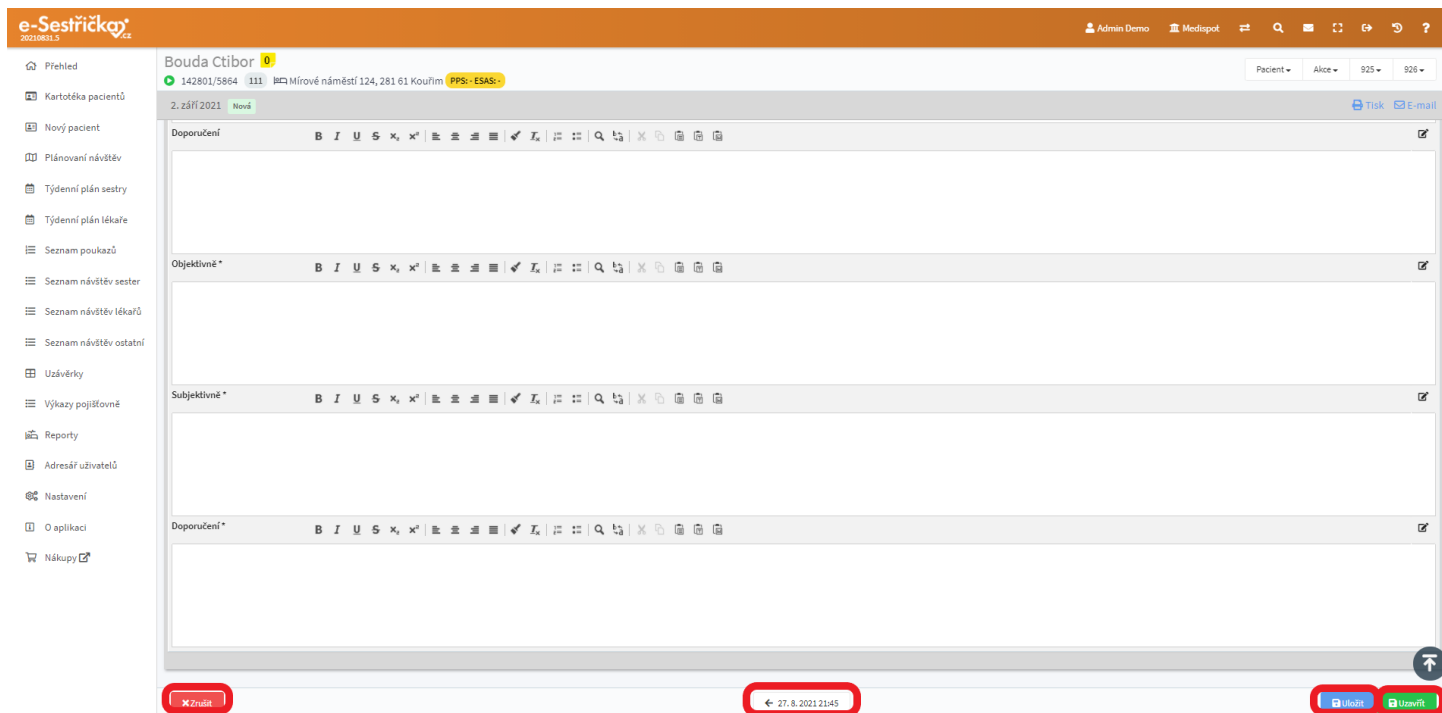 e-Sestřička.cz
20210831.5
Admin Demo Medispot
Přehled
Kartotéka pacientů
Nový pacient
Plánovaní návštěv
Týdenní plán sestry
Týdenní plán lékaře
Seznam poukazů
Seznam návštěv sester
Seznam návštěv lékařů
Seznam návštěv ostatní
Uzávěrky
Výkazy pojišťovně
Reporty
Adresář uživatelů
Nastavení
O aplikaci
Nákupy
Bouda Ctibor 0
142801/5864 111 Mírové náměstí 124, 281 61 Kouřim PPS: - ESAS: -
Pacient Akce 925 926
2. září 2021 Nová
Tisk E-mail
Doporučení
Objektivně *
Subjektivně *
Doporučení *
Zrušit
27. 8. 2021 21:45
Uložit Uzavřít